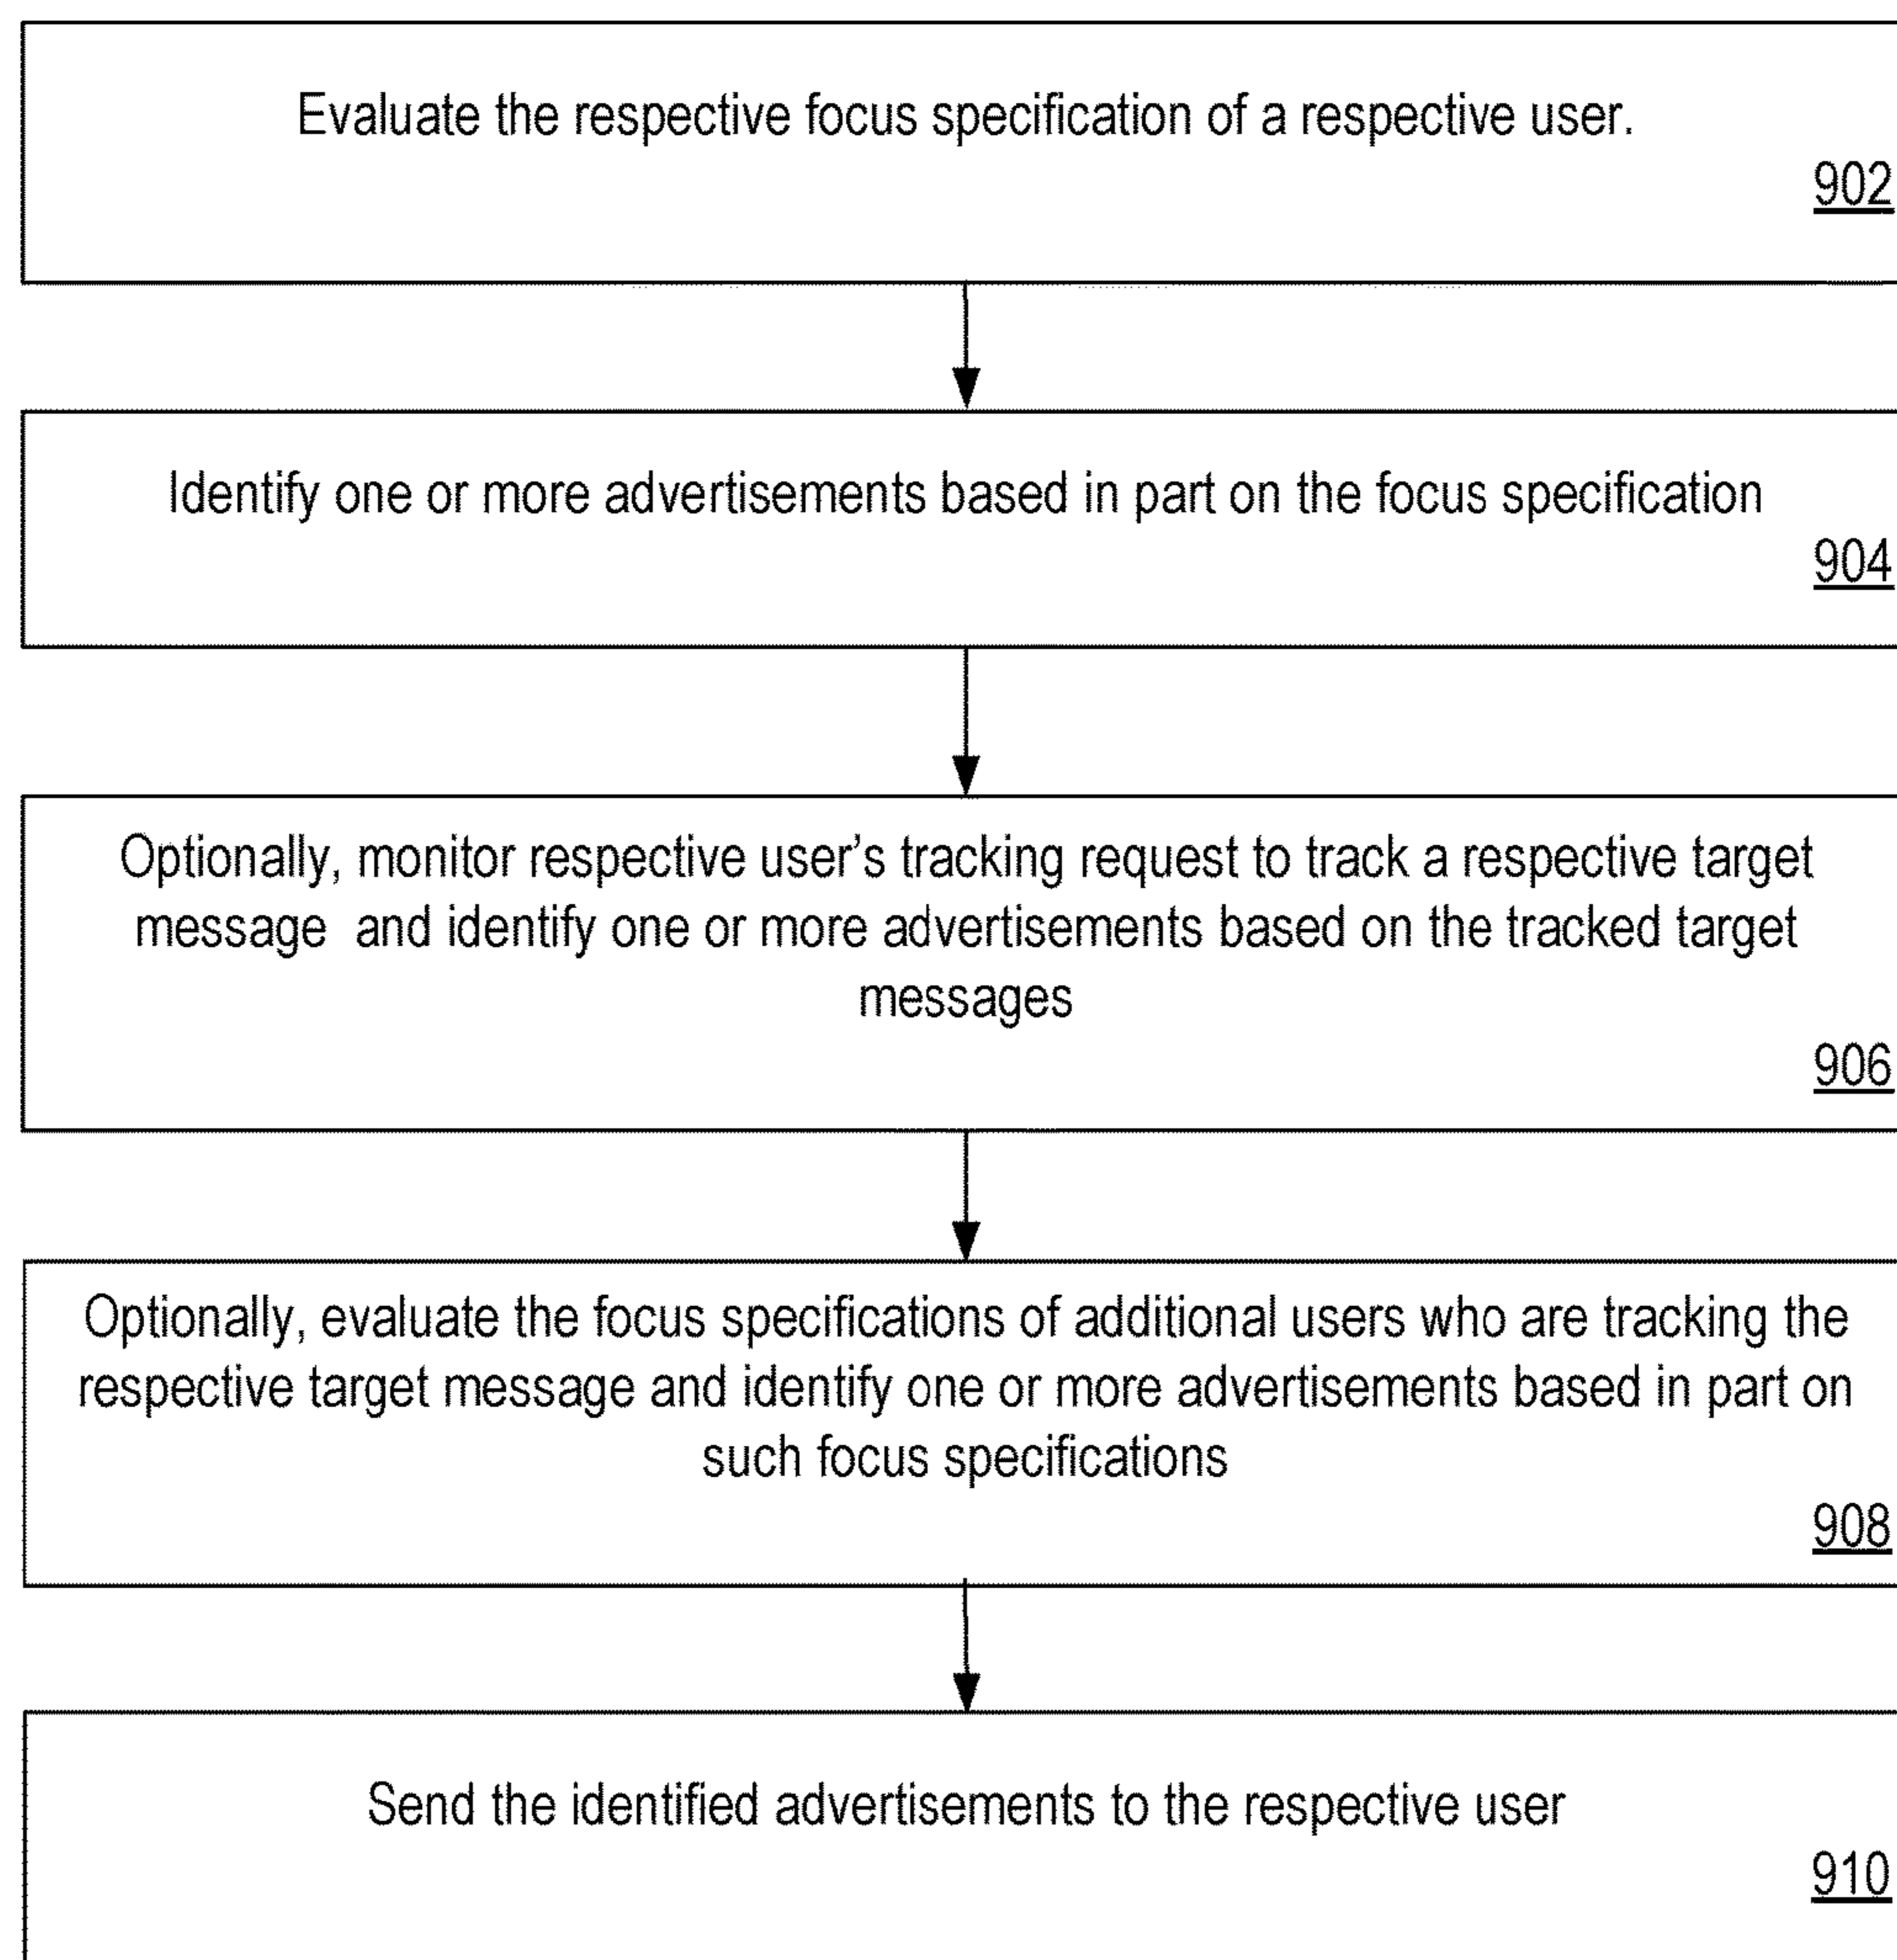 Evaluate the respective focus specification of a respective user.
902
Identify one or more advertisements based in part on the focus specification
904
Optionally, monitor respective user's tracking request to track a respective target
message and identify one or more advertisements based on the tracked target
messages
906
Optionally, evaluate the focus specifications of additional users who are tracking the
respective target message and identify one or more advertisements based in part on
such focus specifications
908
Send the identified advertisements to the respective user
910